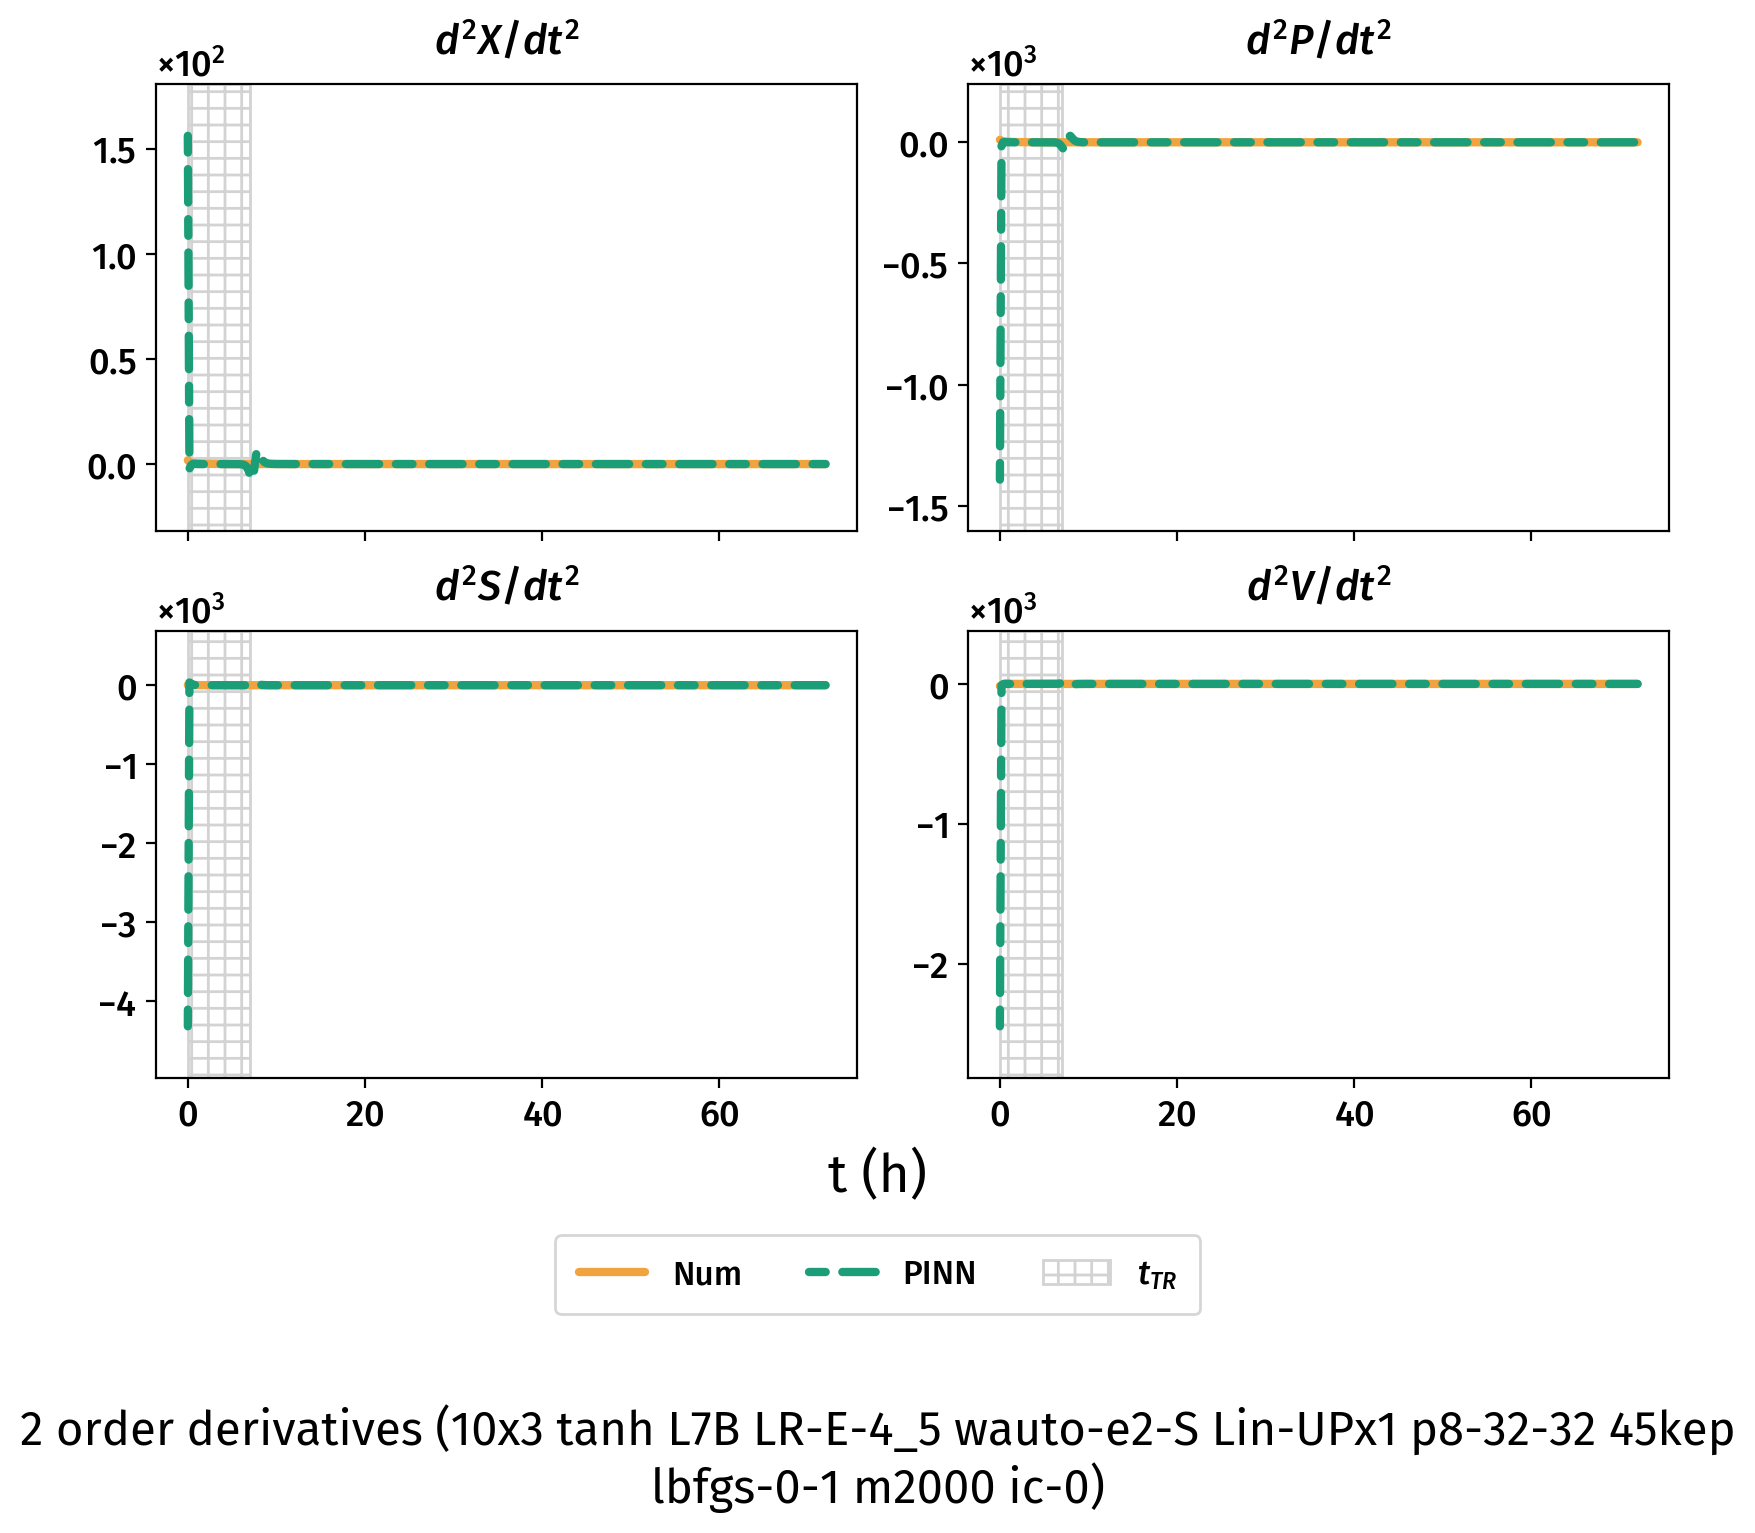 d²X/dt²
×10²
1.5
1.0
0.5
0.0
d²P/dt²
×10³
0.0
−0.5
−1.0
−1.5
d²S/dt²
×10³
0
−1
−2
−3
−4
0 20 40 60
d²V/dt²
×10³
0
−1
−2
0 20 40 60
t (h)
Num PINN t_TR
2 order derivatives (10x3 tanh L7B LR-E-4_5 wauto-e2-S Lin-UPx1 p8-32-32 45kep
lbfgs-0-1 m2000 ic-0)